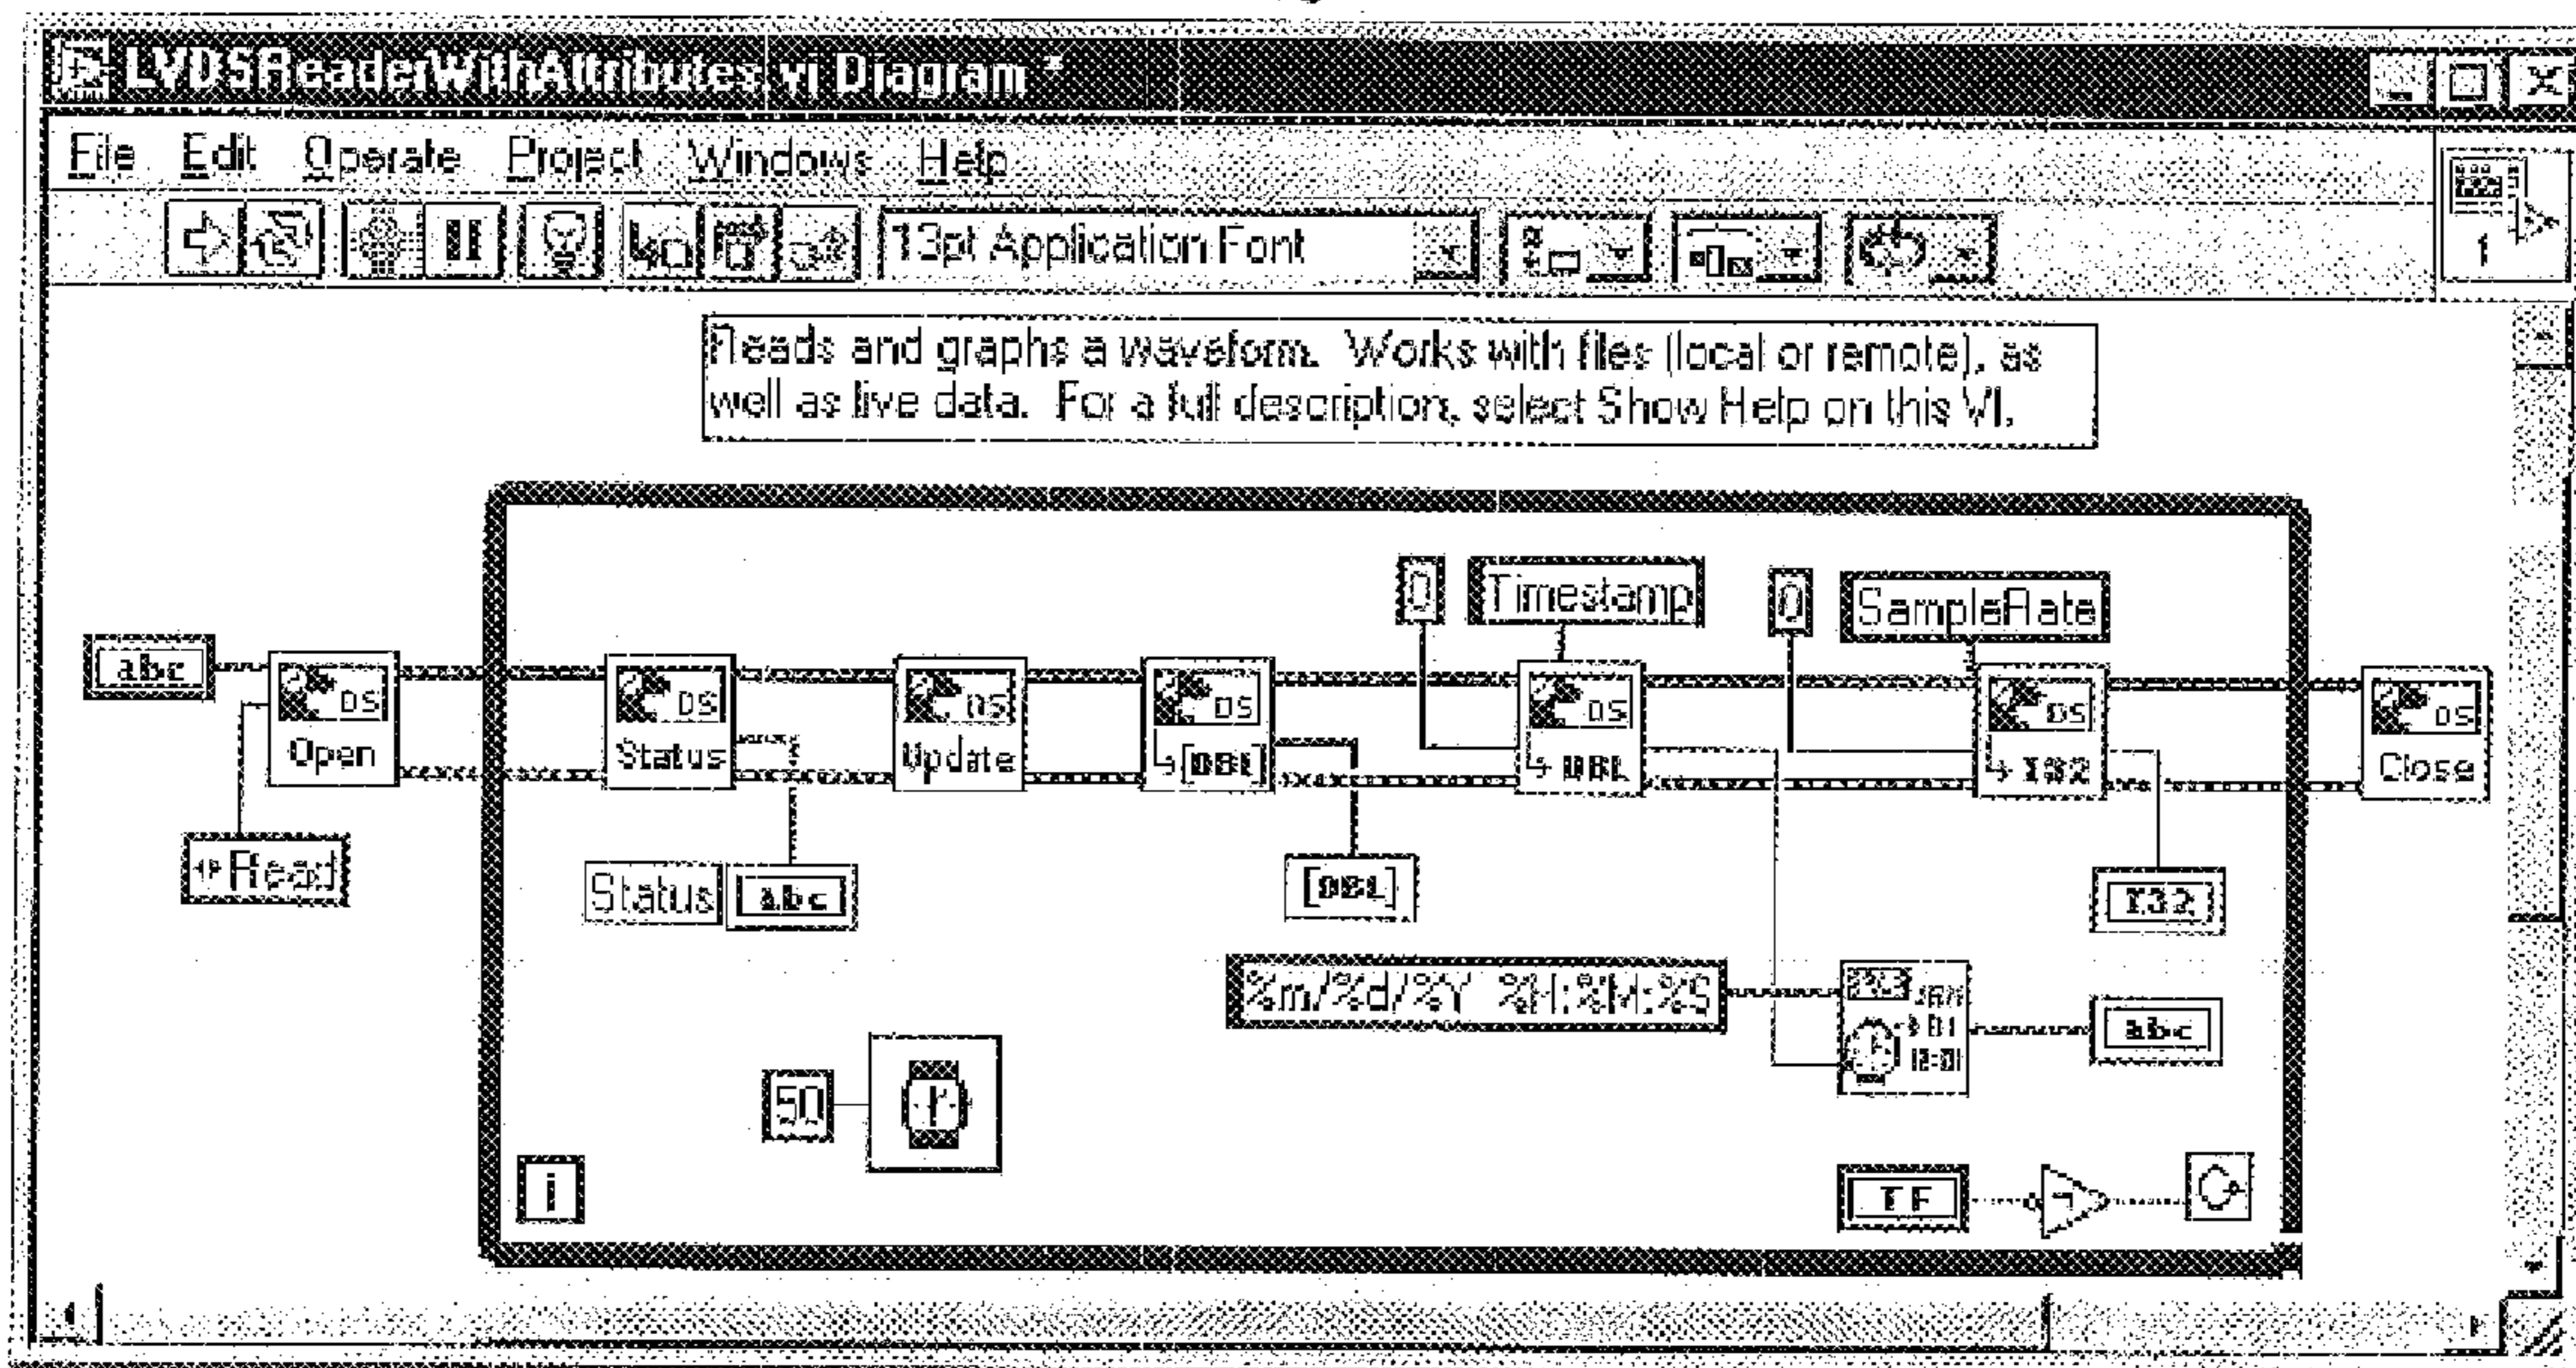 LVDSReaderWithAttributes.vi Diagram *
File Edit Operate Project Windows Help
13pt Application Font
1
Reads and graphs a waveform. Works with files (local or remote), as
well as live data. For a full description, select Show Help on this VI.
0 Timestamp 0 SampleRate
abc
DS Open
DS Status
DS Update
DS [DBL]
DS DBL
DS I32
DS Close
Read
Status abc
[DBL]
I32
%m/%d/%Y %H:%M:%S
abc
50
i
TF